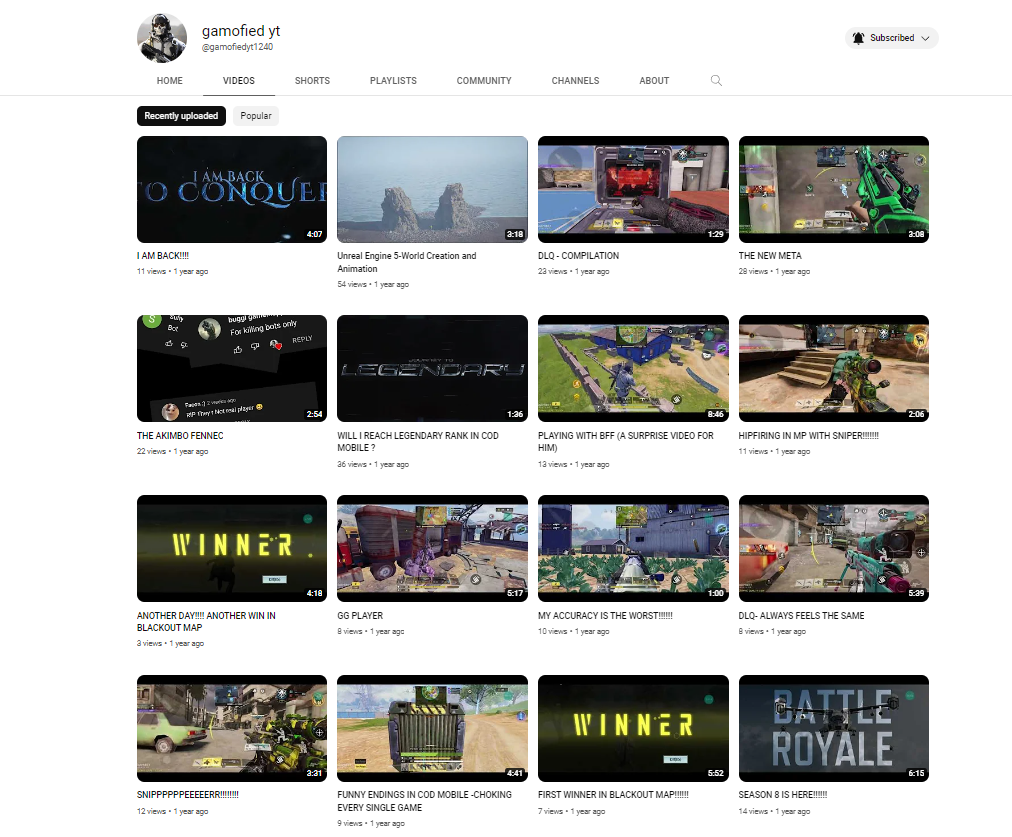 gamofied yt
@gamofiedyt1240
Subscribed
HOME VIDEOS SHORTS PLAYLISTS COMMUNITY CHANNELS ABOUT
Recently uploaded Popular
I AM BACK
TO CONQUER
4:07
3:18
1:29
3:08
I AM BACK!!!!
11 views • 1 year ago
Unreal Engine 5-World Creation and
Animation
54 views • 1 year ago
DLQ - COMPILATION
23 views • 1 year ago
THE NEW META
28 views • 1 year ago
S
Bot
For killing bots only
REPLY
2 weeks ago
RIP They r Not real player
2:54
JOURNEY TO
LEGENDARY
1:36
8:46
2:06
THE AKIMBO FENNEC
22 views • 1 year ago
WILL I REACH LEGENDARY RANK IN COD
MOBILE ?
36 views • 1 year ago
PLAYING WITH BFF (A SURPRISE VIDEO FOR
HIM)
13 views • 1 year ago
HIPFIRING IN MP WITH SNIPER!!!!!!!
11 views • 1 year ago
WINNER
4:18
5:17
1:00
5:39
ANOTHER DAY!!!! ANOTHER WIN IN
BLACKOUT MAP
3 views • 1 year ago
GG PLAYER
8 views • 1 year ago
MY ACCURACY IS THE WORST!!!!!!
10 views • 1 year ago
DLQ- ALWAYS FEELS THE SAME
8 views • 1 year ago
3:31
4:41
WINNER
5:52
BATTLE
ROYALE
6:15
SNIPPPPPPEEEEERR!!!!!!!!
12 views • 1 year ago
FUNNY ENDINGS IN COD MOBILE -CHOKING
EVERY SINGLE GAME
9 views • 1 year ago
FIRST WINNER IN BLACKOUT MAP!!!!!!
7 views • 1 year ago
SEASON 8 IS HERE!!!!!!
14 views • 1 year ago